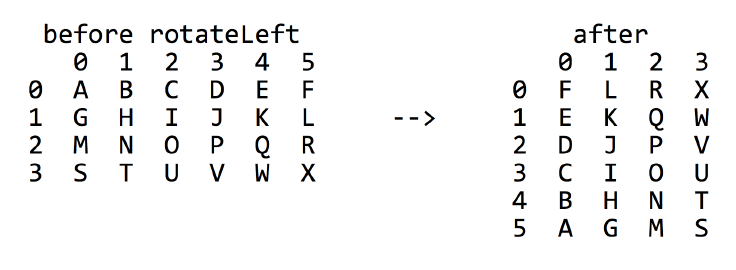 before rotateLeft after
0 1 2 3 4 5 0 1 2 3
0 A B C D E F 0 F L R X
1 G H I J K L --> 1 E K Q W
2 M N O P Q R 2 D J P V
3 S T U V W X 3 C I O U
4 B H N T
5 A G M S